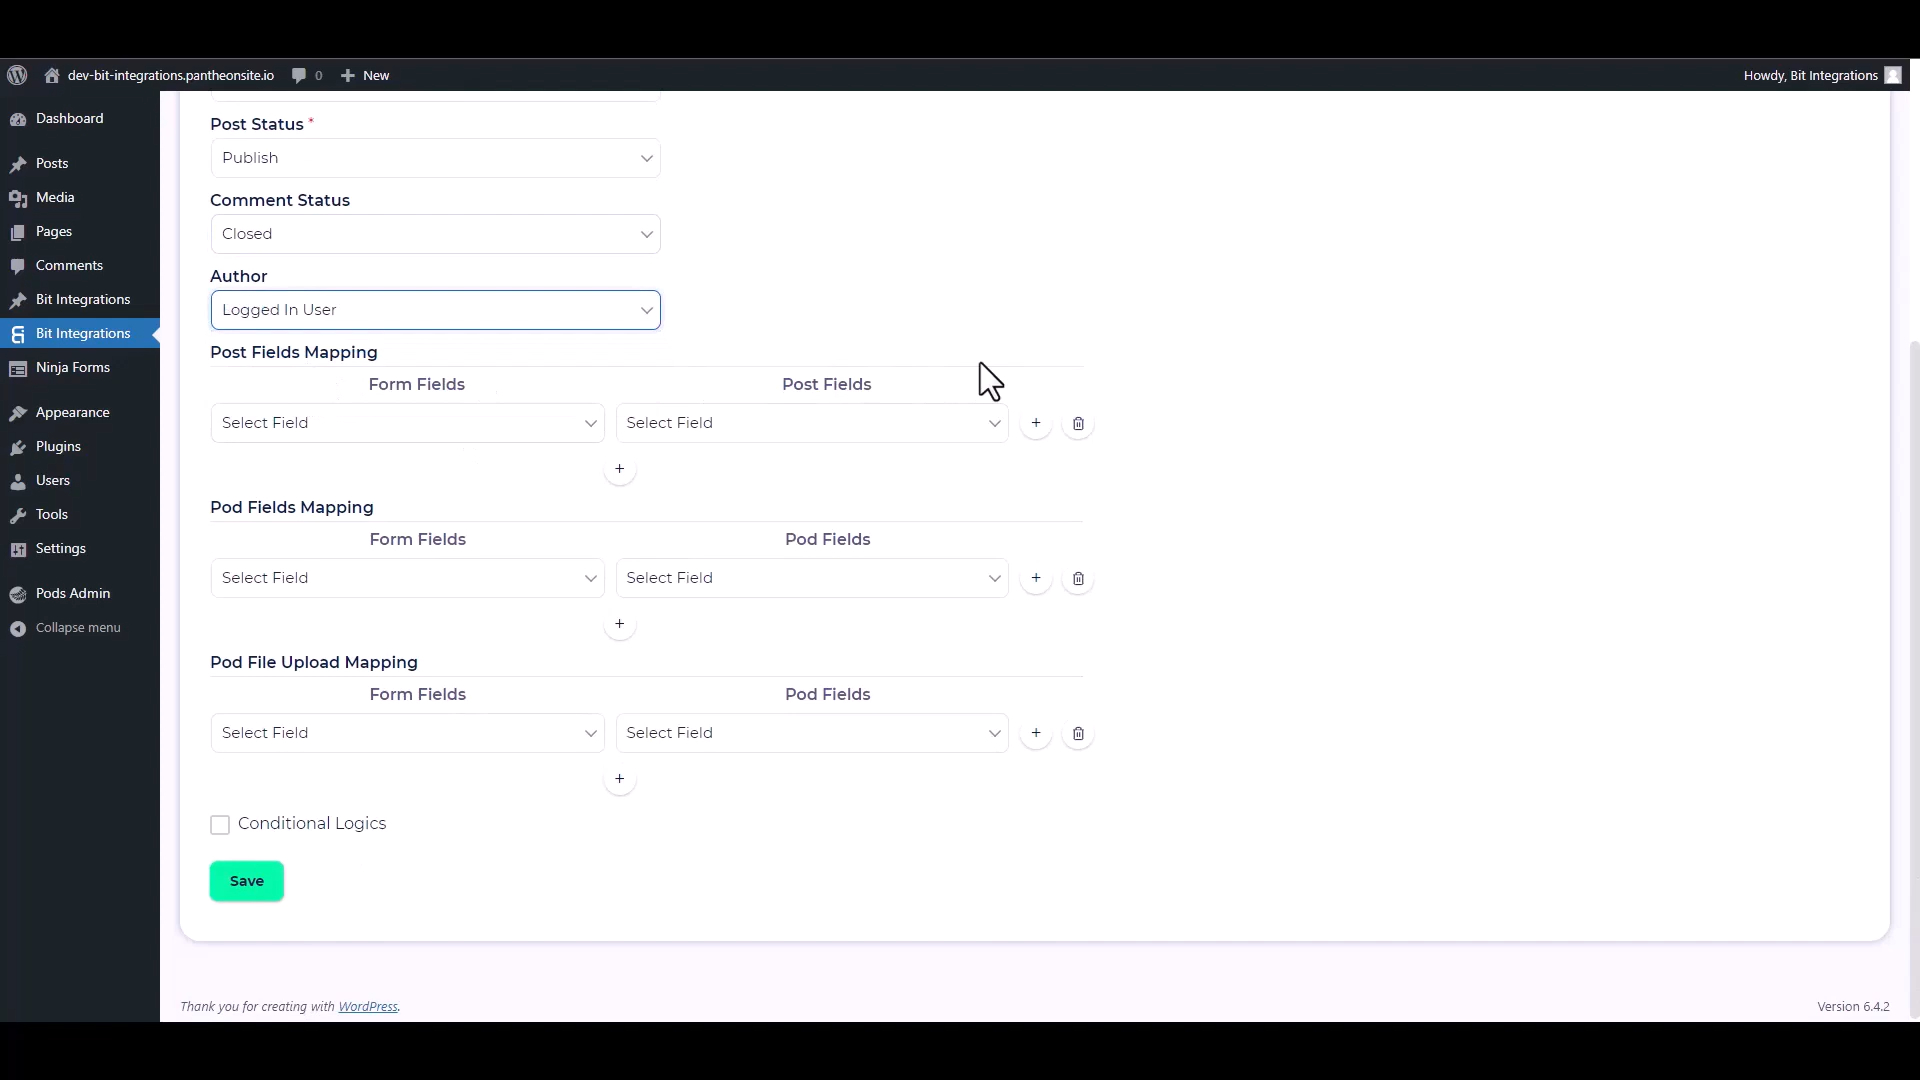 dev-bit-integrations.pantheonsite.io 0 New Howdy, Bit Integrations
Dashboard
Posts
Media
Pages
Comments
Bit Integrations
Bit Integrations
Ninja Forms
Appearance
Plugins
Users
Tools
Settings
Pods Admin
Collapse menu
Post Status *
Publish
Comment Status
Closed
Author
Logged In User
Post Fields Mapping
Form Fields Post Fields
Select Field Select Field + 
+
Pod Fields Mapping
Form Fields Pod Fields
Select Field Select Field +
+
Pod File Upload Mapping
Form Fields Pod Fields
Select Field Select Field +
+
Conditional Logics
Save
Thank you for creating with WordPress. Version 6.4.2